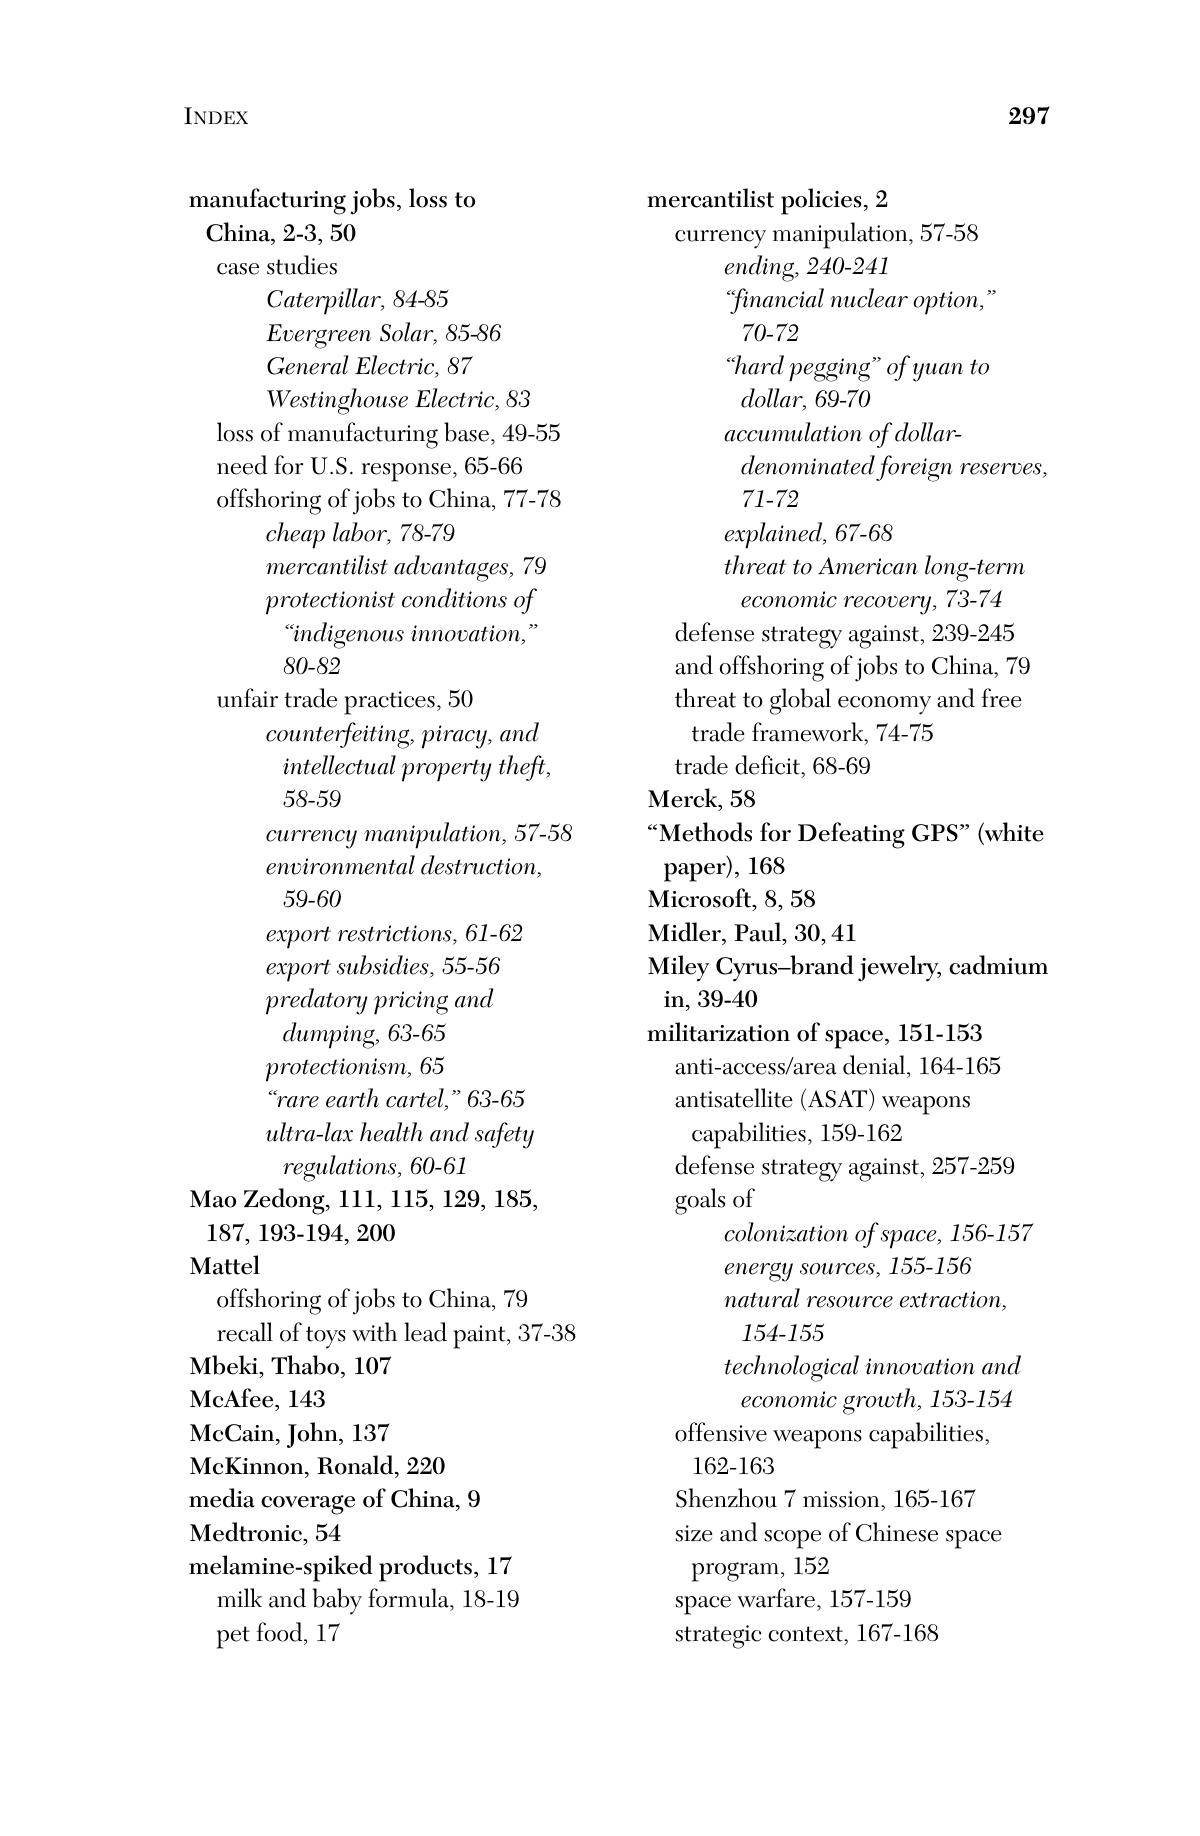 INDEX
297
manufacturing jobs, loss to
China, 2-3, 50
case studies
Caterpillar, 84-85
Evergreen Solar, 85-86
General Electric, 87
Westinghouse Electric, 83
loss of manufacturing base, 49-55
need for U.S. response, 65-66
offshoring of jobs to China, 77-78
cheap labor, 78-79
mercantilist advantages, 79
protectionist conditions of
“indigenous innovation,”
80-82
unfair trade practices, 50
counterfeiting, piracy, and
intellectual property theft,
58-59
currency manipulation, 57-58
environmental destruction,
59-60
export restrictions, 61-62
export subsidies, 55-56
predatory pricing and
dumping, 63-65
protectionism, 65
“rare earth cartel,” 63-65
ultra-lax health and safety
regulations, 60-61
Mao Zedong, 111, 115, 129, 185,
187, 193-194, 200
Mattel
offshoring of jobs to China, 79
recall of toys with lead paint, 37-38
Mbeki, Thabo, 107
McAfee, 143
McCain, John, 137
McKinnon, Ronald, 220
media coverage of China, 9
Medtronic, 54
melamine-spiked products, 17
milk and baby formula, 18-19
pet food, 17
mercantilist policies, 2
currency manipulation, 57-58
ending, 240-241
“financial nuclear option,”
70-72
“hard pegging” of yuan to
dollar, 69-70
accumulation of dollar-
denominated foreign reserves,
71-72
explained, 67-68
threat to American long-term
economic recovery, 73-74
defense strategy against, 239-245
and offshoring of jobs to China, 79
threat to global economy and free
trade framework, 74-75
trade deficit, 68-69
Merck, 58
“Methods for Defeating GPS” (white
paper), 168
Microsoft, 8, 58
Midler, Paul, 30, 41
Miley Cyrus–brand jewelry, cadmium
in, 39-40
militarization of space, 151-153
anti-access/area denial, 164-165
antisatellite (ASAT) weapons
capabilities, 159-162
defense strategy against, 257-259
goals of
colonization of space, 156-157
energy sources, 155-156
natural resource extraction,
154-155
technological innovation and
economic growth, 153-154
offensive weapons capabilities,
162-163
Shenzhou 7 mission, 165-167
size and scope of Chinese space
program, 152
space warfare, 157-159
strategic context, 167-168